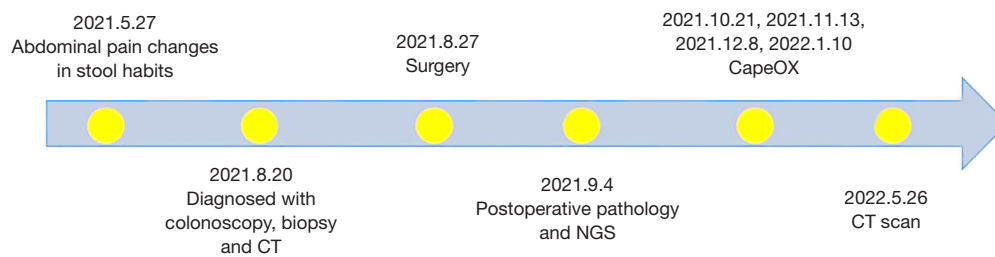 2021.5.27
Abdominal pain changes
in stool habits
2021.8.20
Diagnosed with
colonoscopy, biopsy
and CT
2021.8.27
Surgery
2021.9.4
Postoperative pathology
and NGS
2021.10.21, 2021.11.13,
2021.12.8, 2022.1.10
CapeOX
2022.5.26
CT scan